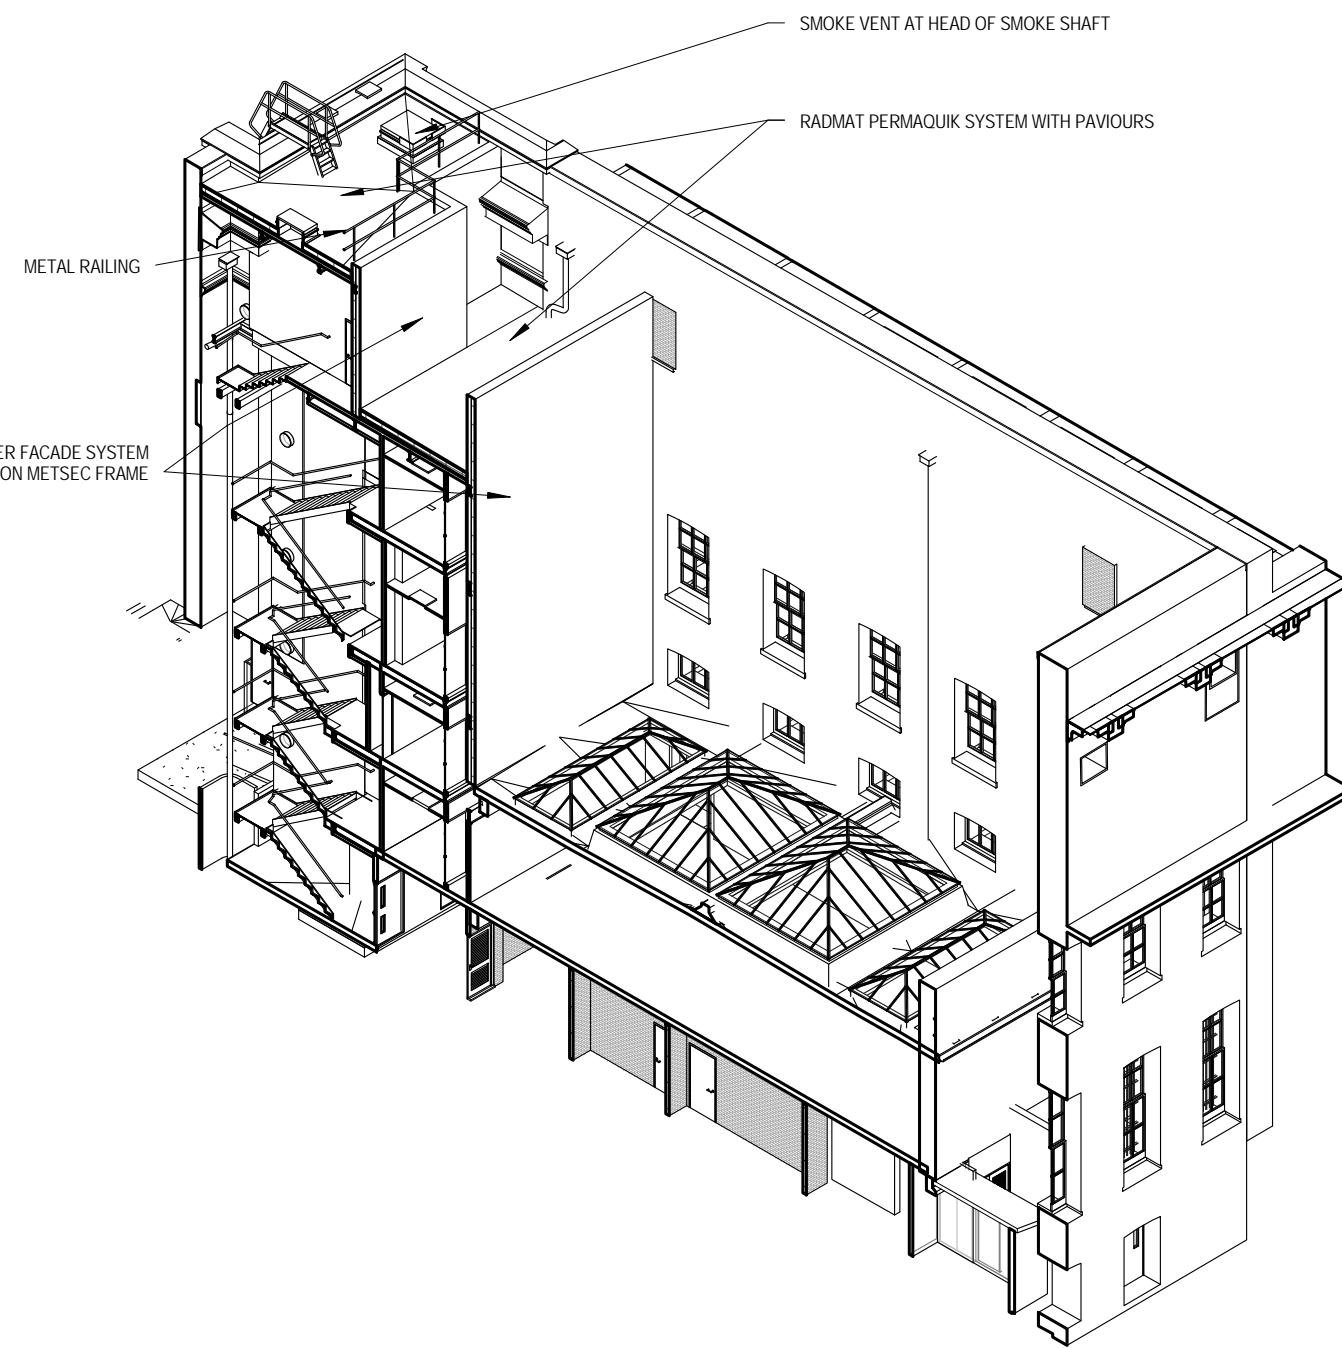 SMOKE VENT AT HEAD OF SMOKE SHAFT
RADMAT PERMAQUIK SYSTEM WITH PAVIOURS
METAL RAILING
FACADE SYSTEM
ON METSEC FRAME